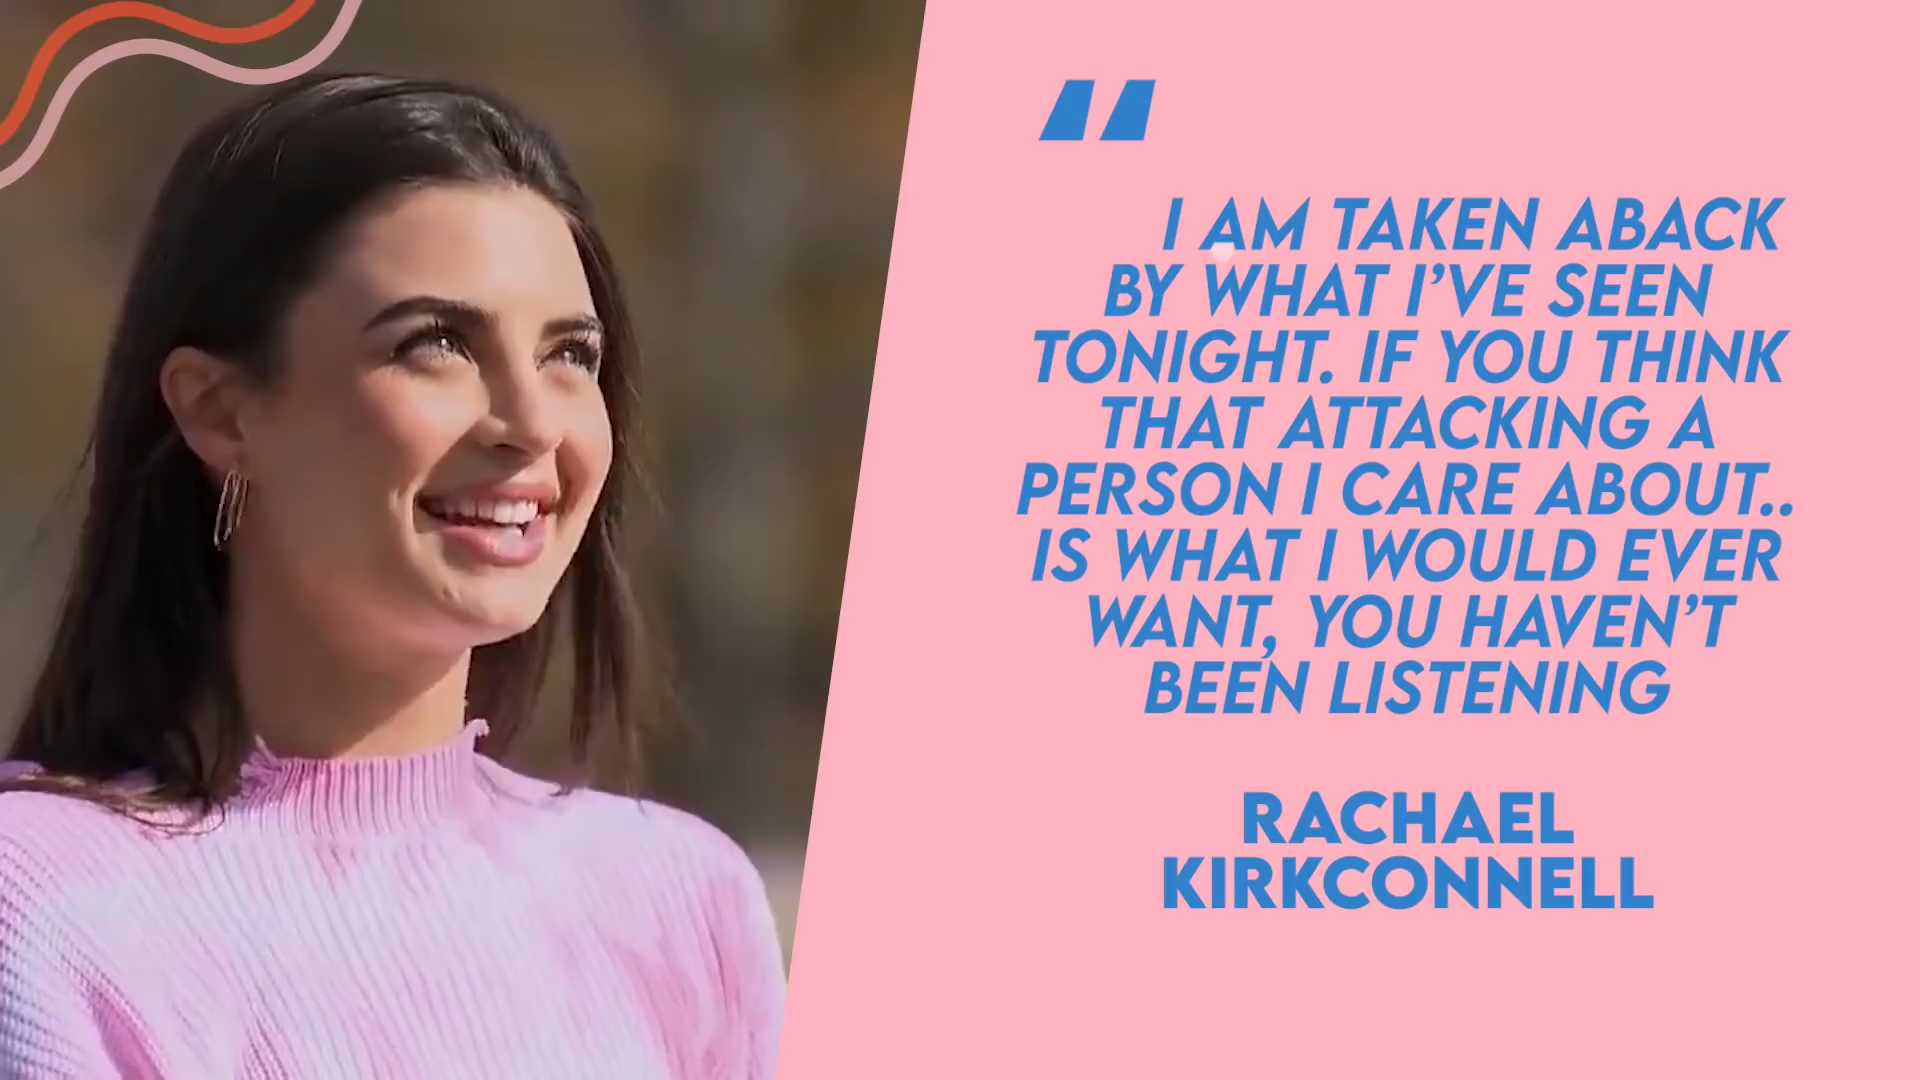 “
I AM TAKEN ABACK
BY WHAT I’VE SEEN
TONIGHT. IF YOU THINK
THAT ATTACKING A
PERSON I CARE ABOUT..
IS WHAT I WOULD EVER
WANT, YOU HAVEN’T
BEEN LISTENING
RACHAEL
KIRKCONNELL